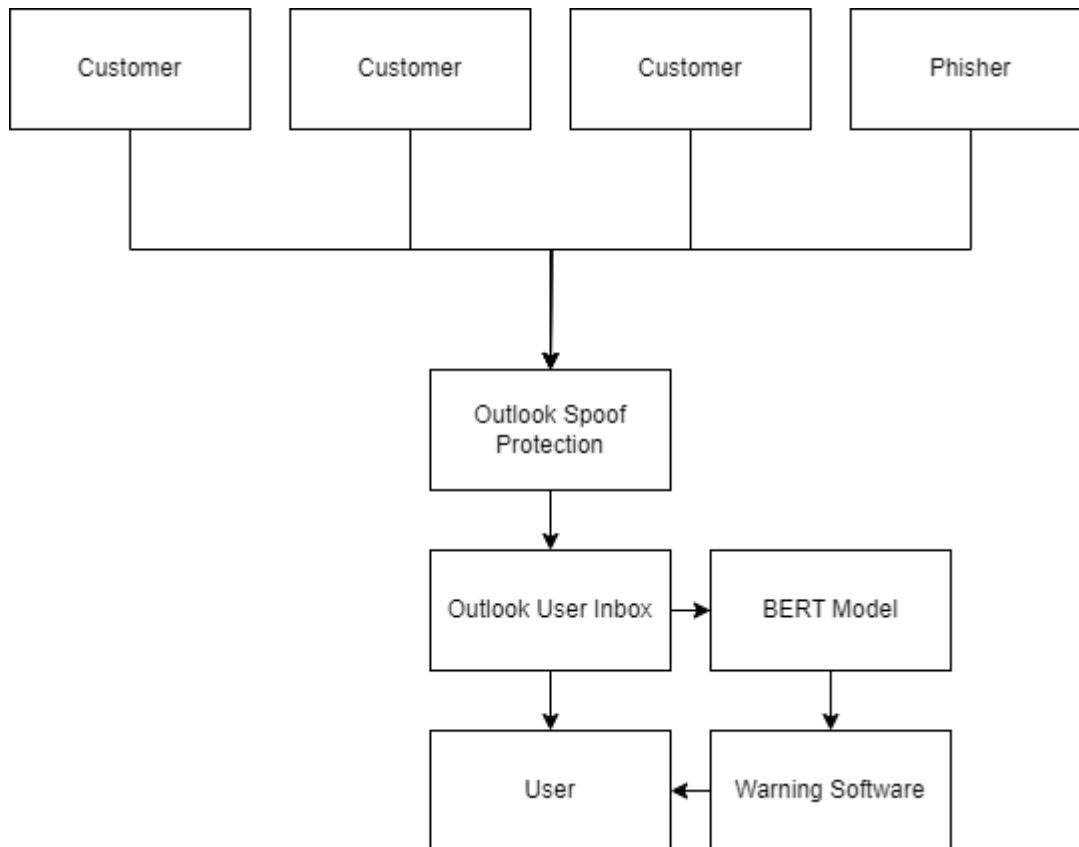 Customer
Customer
Customer
Phisher
Outlook Spoof
Protection
Outlook User Inbox
BERT Model
User
Warning Software